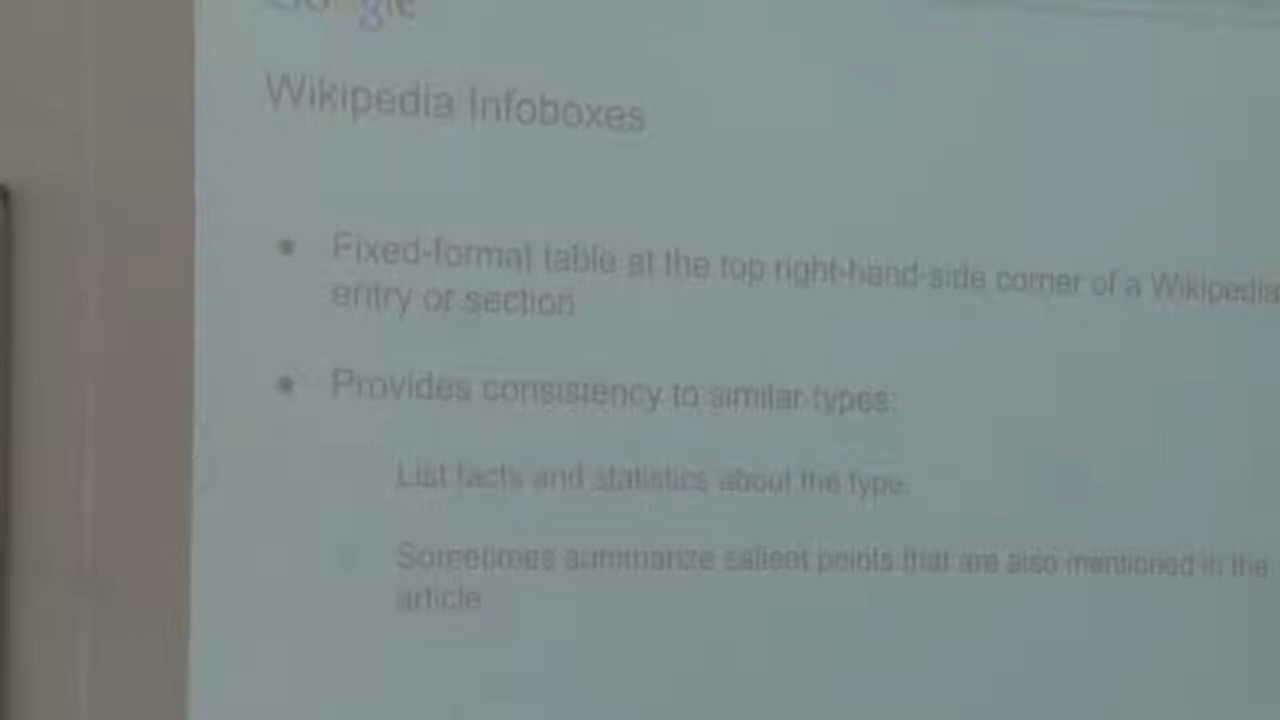 Google
Wikipedia Infoboxes
Fixed-format table at the top right-hand-side corner of a Wikipedia
entry or section
Provides consistency to similar types:
List facts and statistics about the type.
Sometimes summarize salient points that are also mentioned in the
article